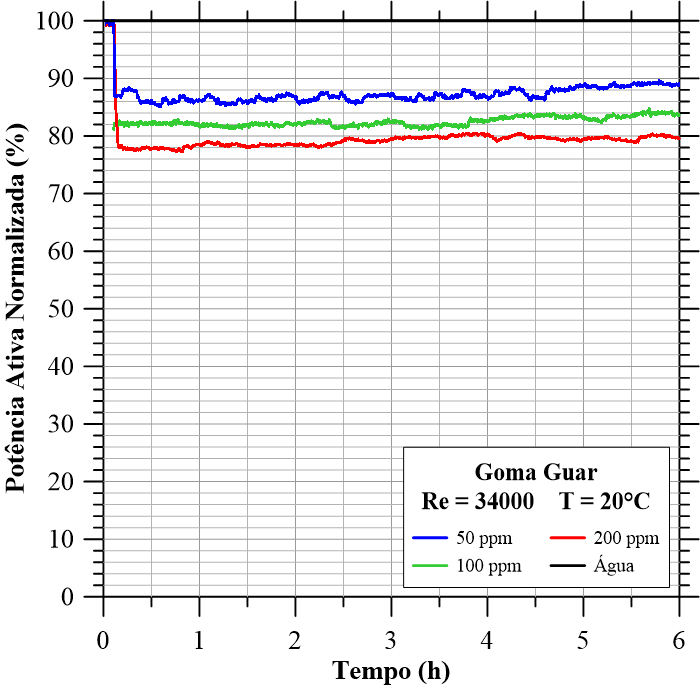 Potência Ativa Normalizada (%)
100
90
80
70
60
50
40
30
20
10
0
Goma Guar
Re = 34000 T = 20°C
50 ppm 200 ppm
100 ppm Água
0 1 2 3 4 5 6
Tempo (h)